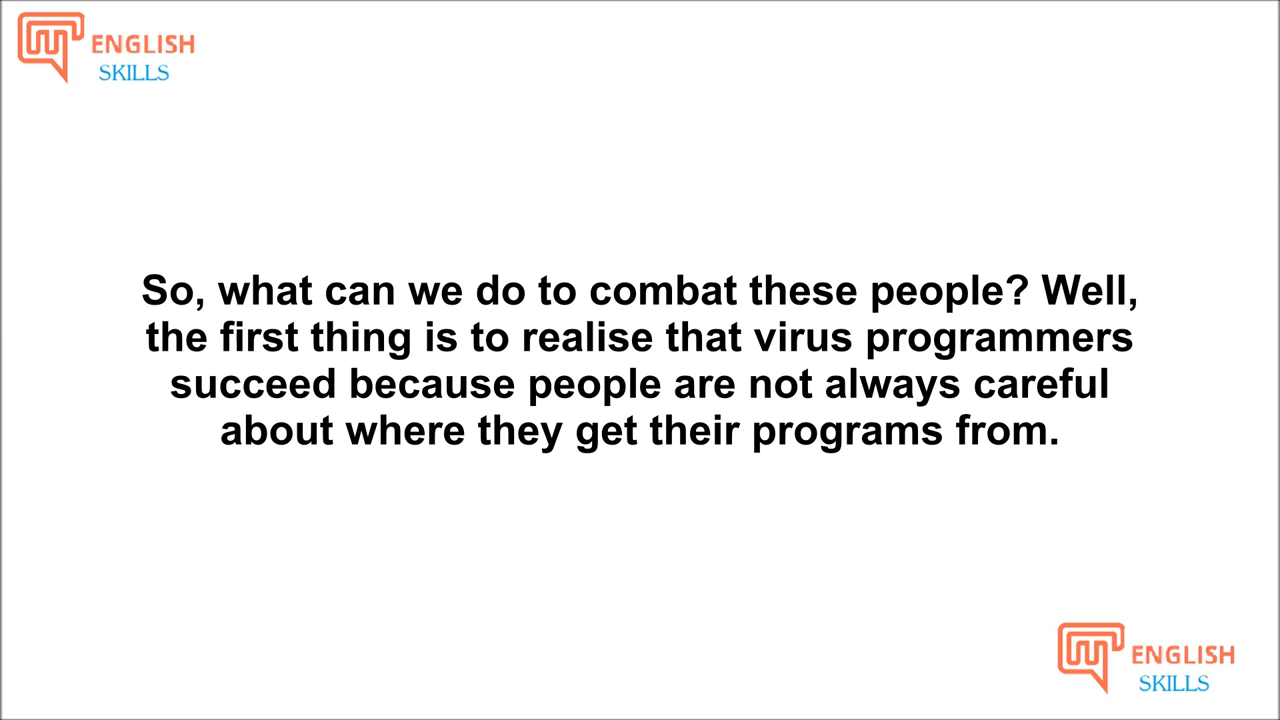 ENGLISH
SKILLS
So, what can we do to combat these people? Well,
the first thing is to realise that virus programmers
succeed because people are not always careful
about where they get their programs from.
ENGLISH
SKILLS